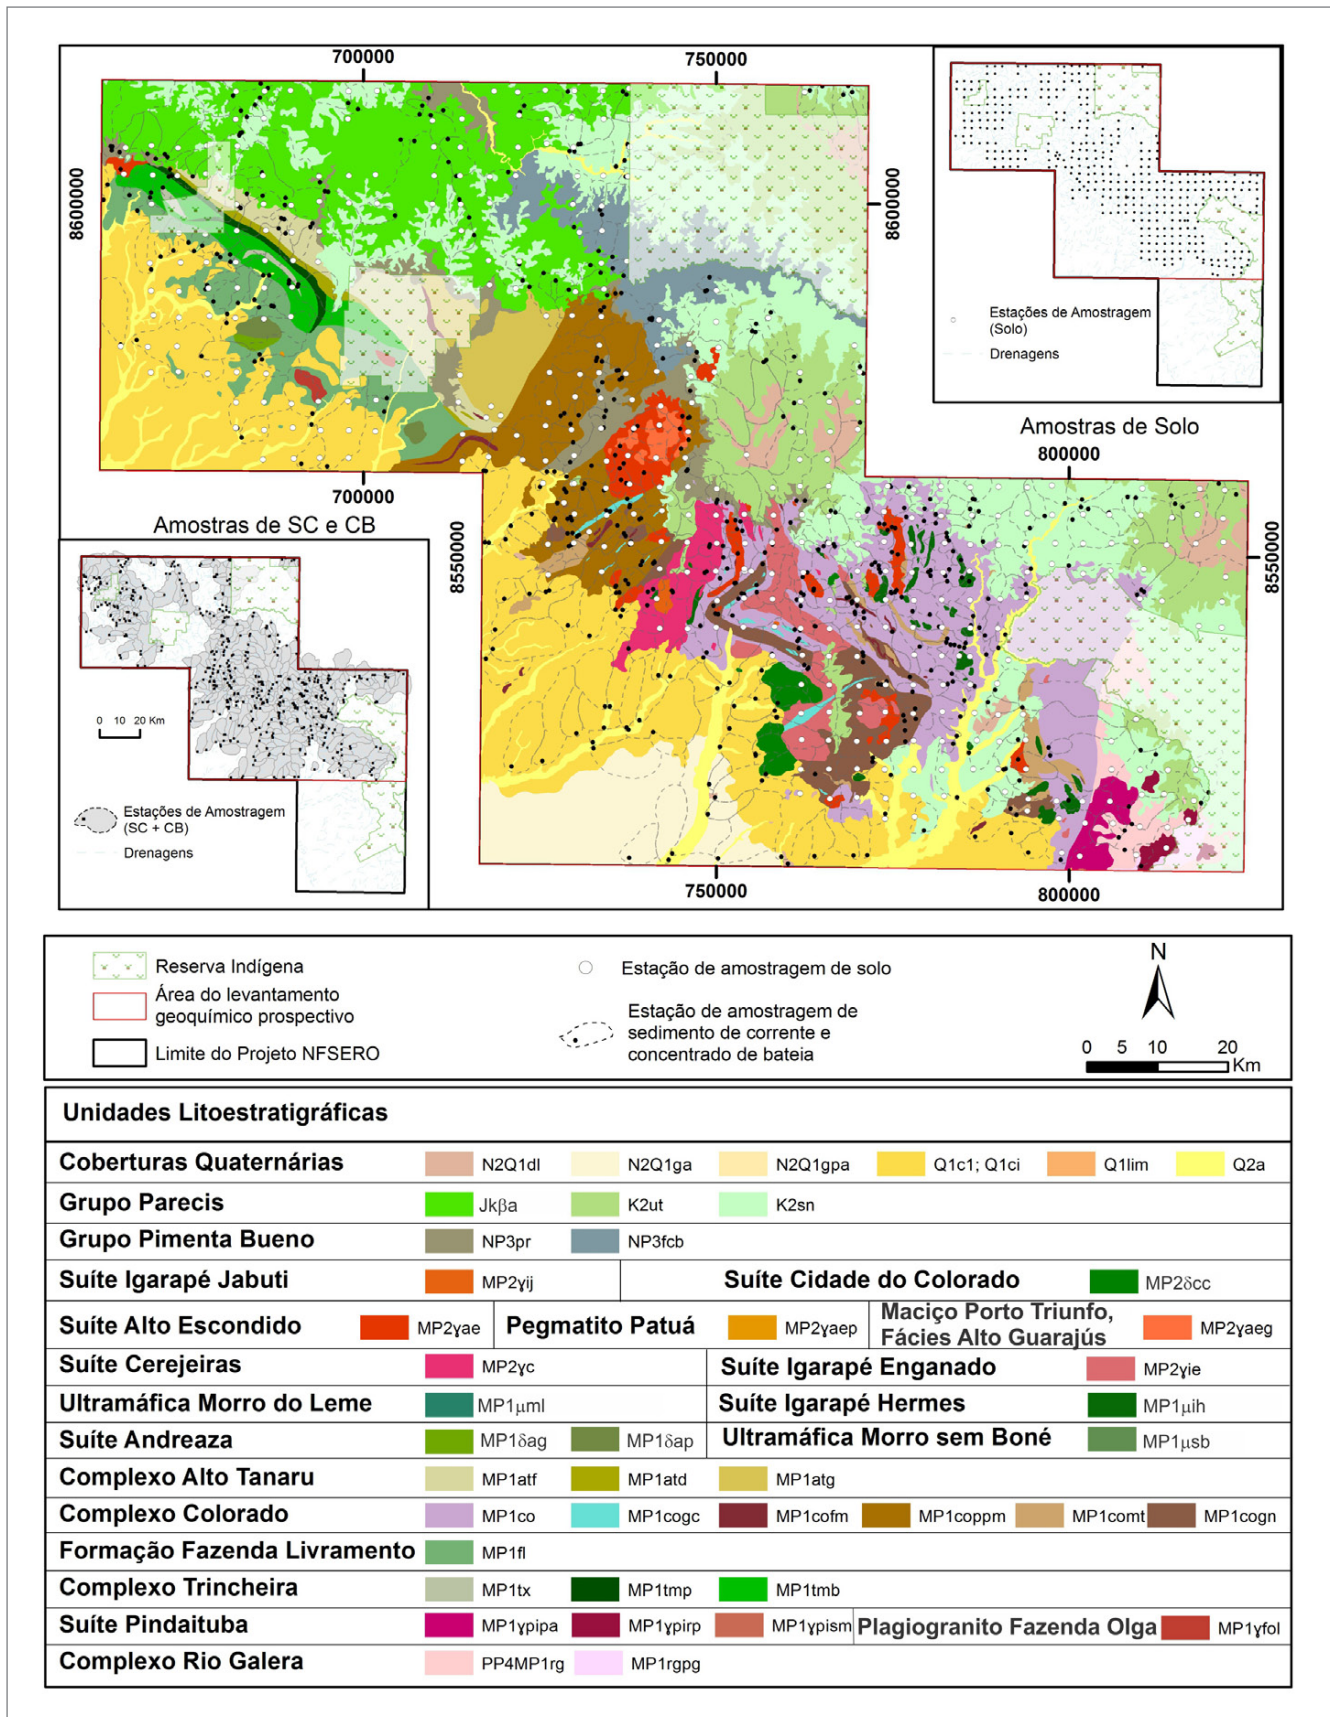 700000
750000
8600000
8600000
Estações de Amostragem
(Solo)
Drenagens
Amostras de Solo
800000
700000
Amostras de SC e CB
8550000
8550000
0 10 20 Km
Estações de Amostragem
(SC + CB)
Drenagens
750000
800000
Reserva Indígena
Área do levantamento
geoquímico prospectivo
Limite do Projeto NFSERO
Estação de amostragem de solo
Estação de amostragem de
sedimento de corrente e
concentrado de bateia
N
0 5 10 20
Km
Unidades Litoestratigráficas
Coberturas Quaternárias N2Q1dl N2Q1ga N2Q1gpa Q1c1; Q1ci Q1lim Q2a
Grupo Parecis Jkβa K2ut K2sn
Grupo Pimenta Bueno NP3pr NP3fcb
Suíte Igarapé Jabuti MP2γij Suíte Cidade do Colorado MP2δcc
Suíte Alto Escondido MP2γae Pegmatito Patuá MP2γaep Maciço Porto Triunfo,
Fácies Alto Guarajús MP2γaeg
Suíte Cerejeiras MP2γc Suíte Igarapé Enganado MP2γie
Ultramáfica Morro do Leme MP1μml Suíte Igarapé Hermes MP1μih
Suíte Andreaza MP1δag MP1δap Ultramáfica Morro sem Boné MP1μsb
Complexo Alto Tanaru MP1atf MP1atd MP1atg
Complexo Colorado MP1co MP1cogc MP1cofm MP1coppm MP1comt MP1cogn
Formação Fazenda Livramento MP1fl
Complexo Trincheira MP1tx MP1tmp MP1tmb
Suíte Pindaituba MP1γpipa MP1γpirp MP1γpism Plagiogranito Fazenda Olga MP1γfol
Complexo Rio Galera PP4MP1rg MP1rgpg